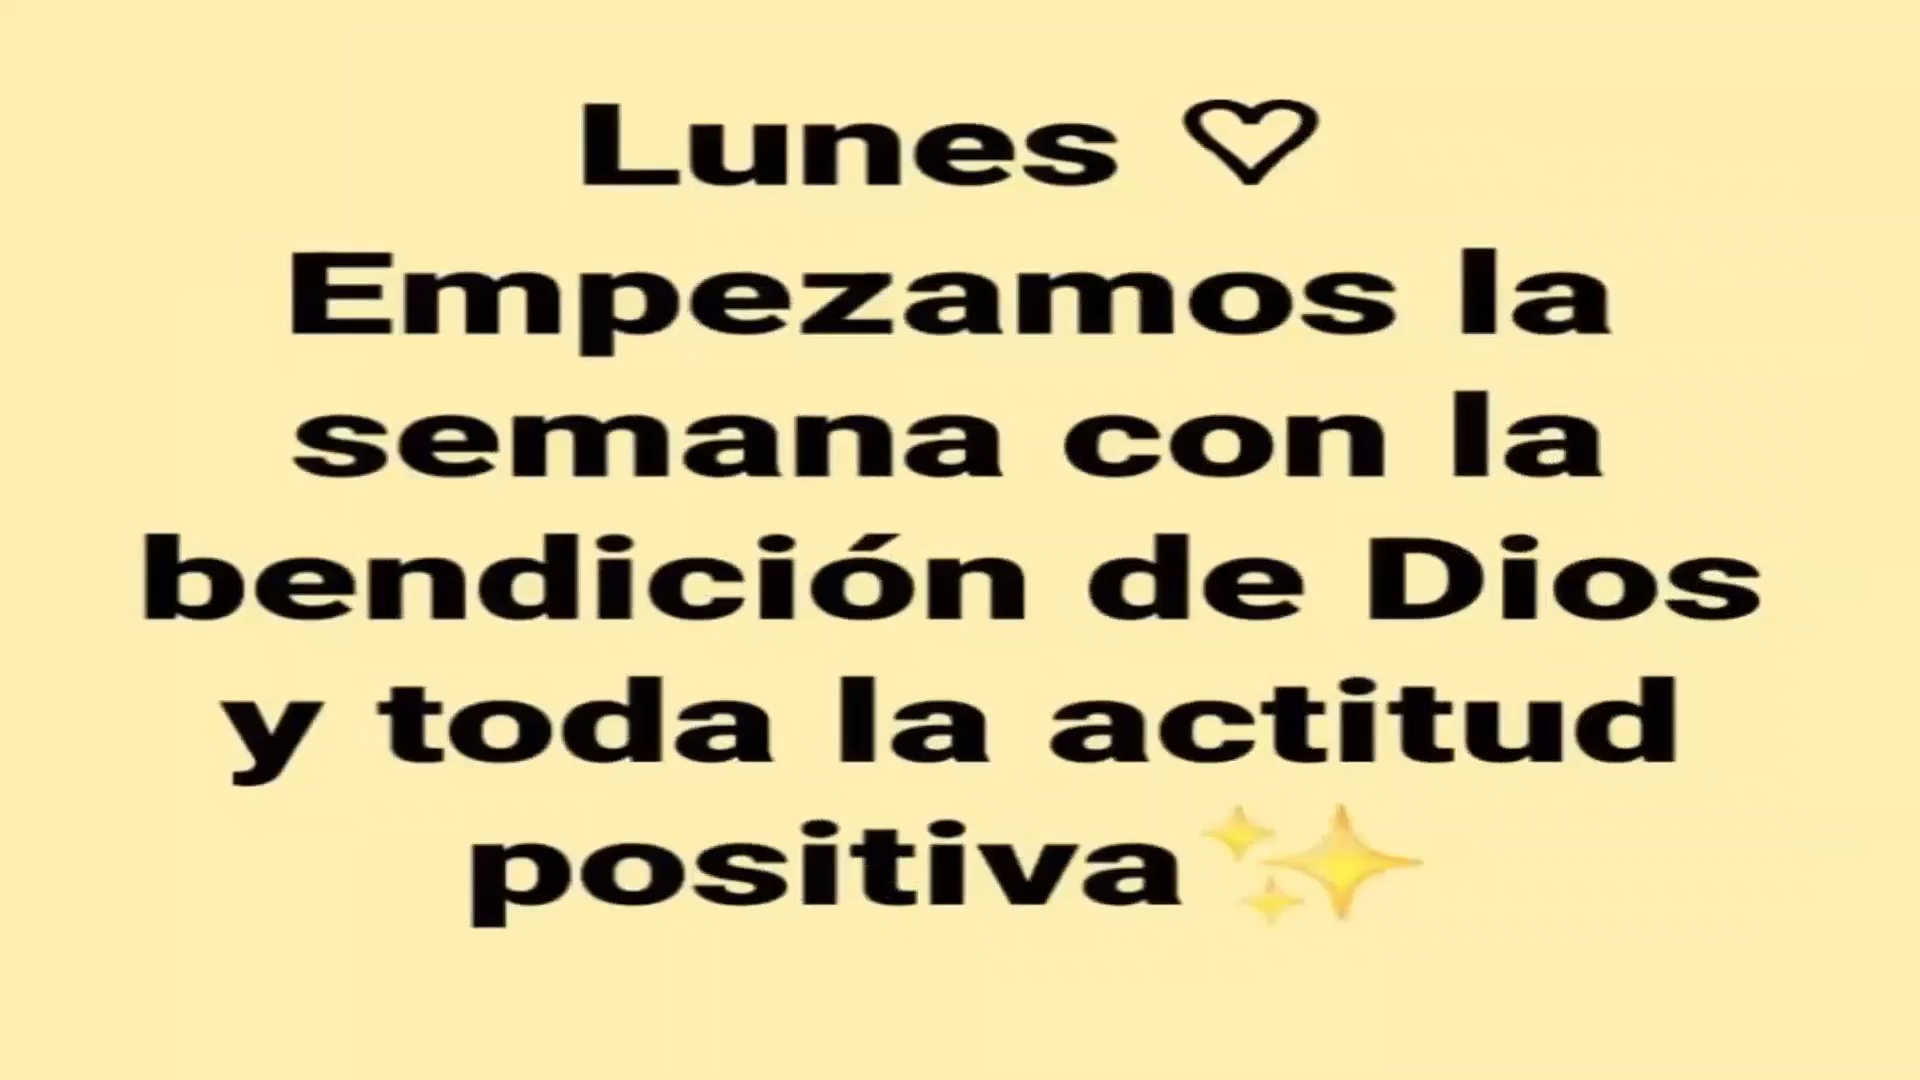 Lunes ♡
Empezamos la
semana con la
bendición de Dios
y toda la actitud
positiva✨